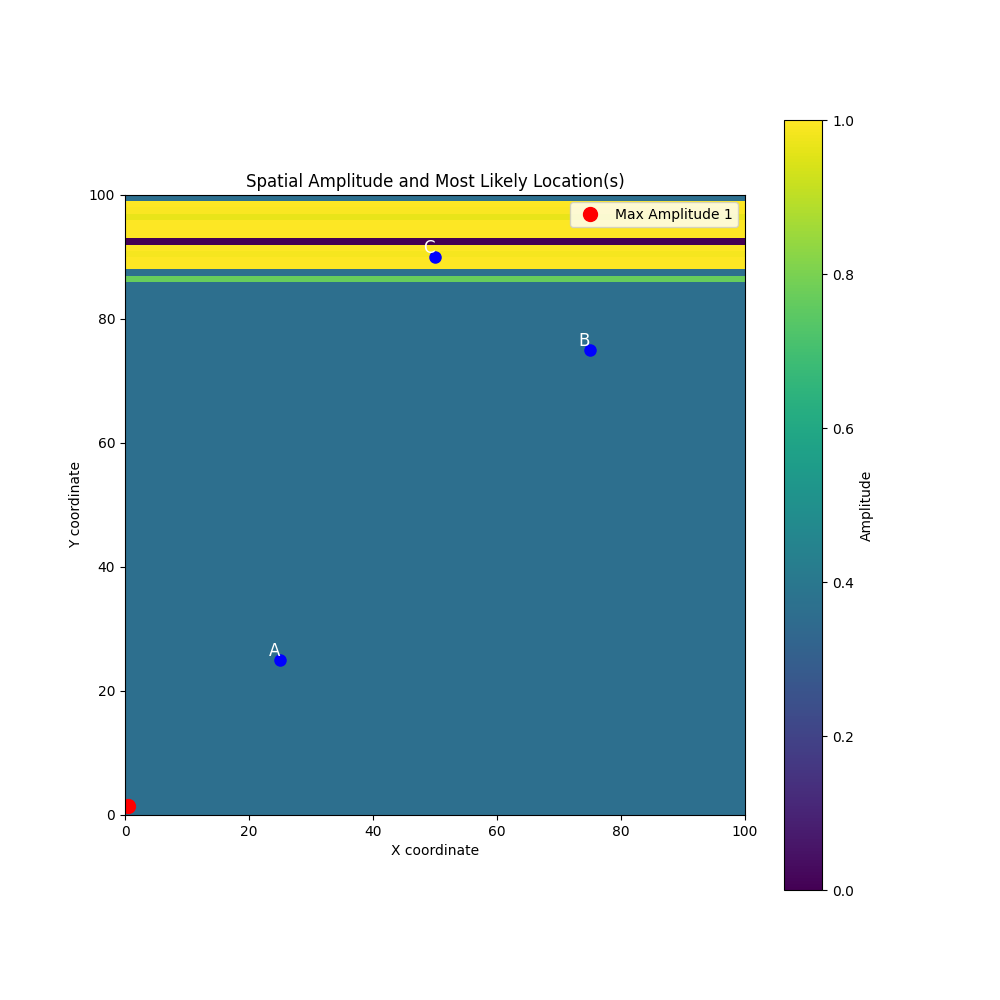 Spatial Amplitude and Most Likely Location(s)
Max Amplitude 1
C
B
A
100
80
60
40
20
0
0 20 40 60 80 100
X coordinate
Y coordinate
1.0
0.8
0.6
0.4
0.2
0.0
Amplitude